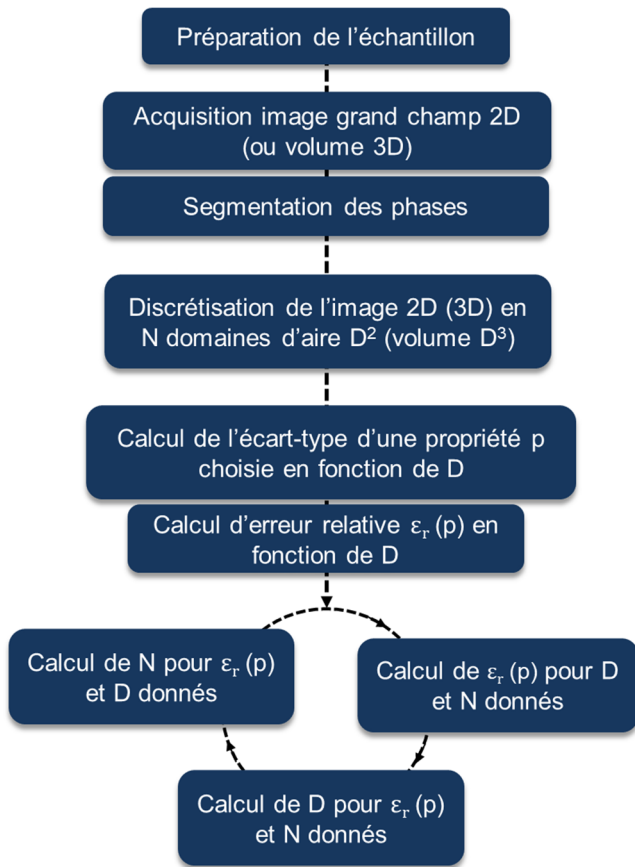 Préparation de l’échantillon
Acquisition image grand champ 2D
(ou volume 3D)
Segmentation des phases
Discrétisation de l’image 2D (3D) en
N domaines d’aire D² (volume D³)
Calcul de l’écart-type d’une propriété p
choisie en fonction de D
Calcul d’erreur relative εᵣ (p) en
fonction de D
Calcul de N pour εᵣ (p)
et D donnés
Calcul de εᵣ (p) pour D
et N donnés
Calcul de D pour εᵣ (p)
et N donnés